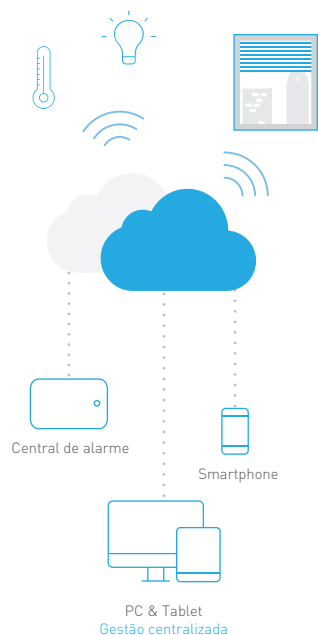 Central de alarme
Smartphone
PC & Tablet
Gestão centralizada